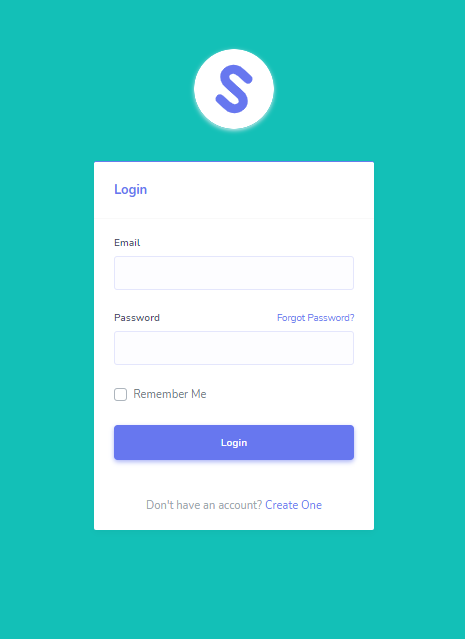 Login
Email
Password Forgot Password?
Remember Me
Login
Don't have an account? Create One